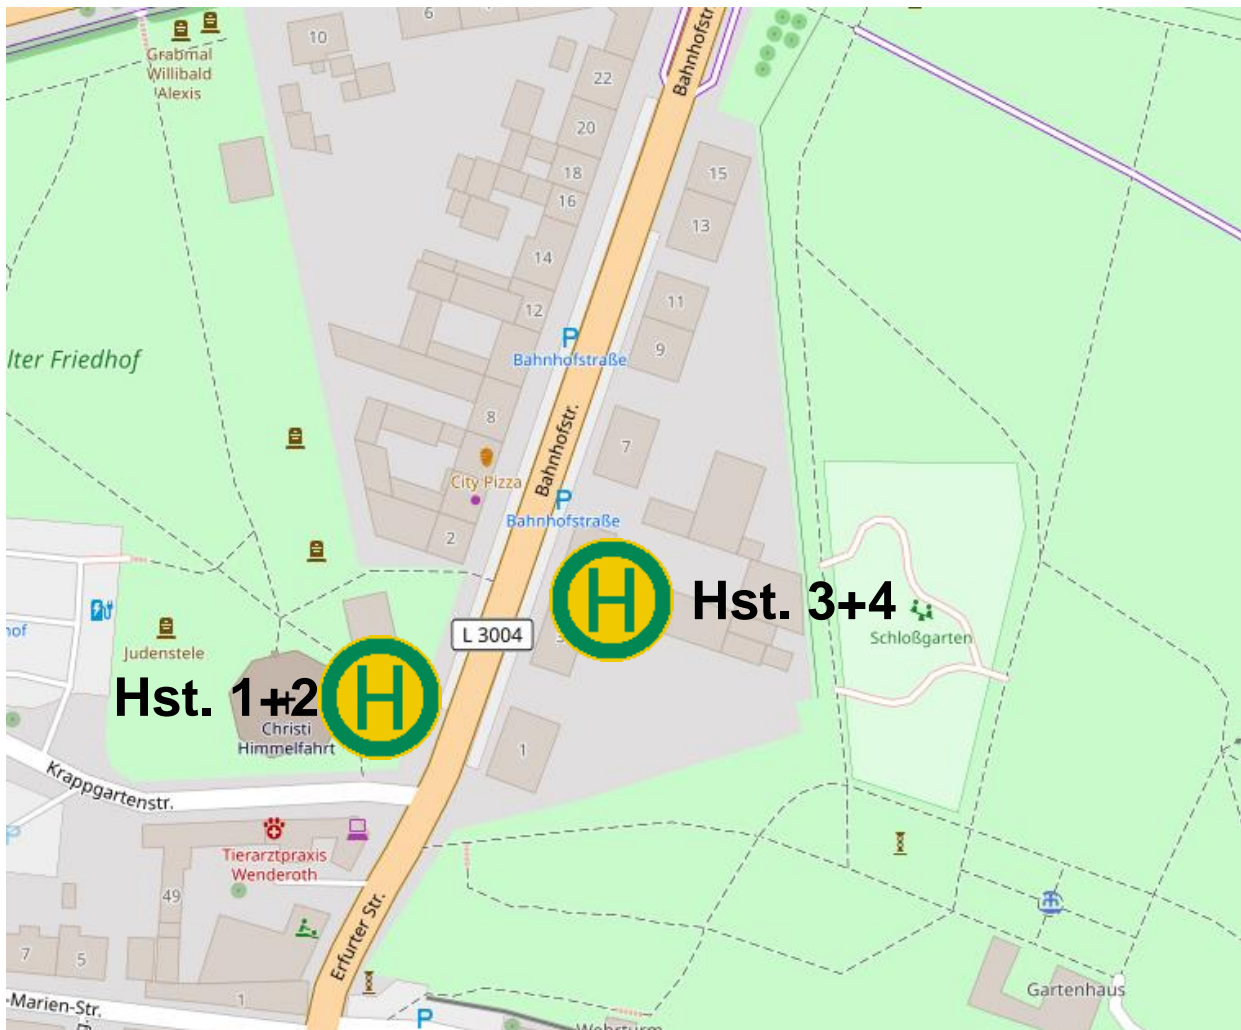 6
10
Grabmal
Willibald
Alexis
22
20
18
16
14
12
8
2
15
13
11
9
7
1
Bahnhofstr.
P
Bahnhofstraße
Bahnhofstr.
City Pizza
P
Bahnhofstraße
lter Friedhof
H
Hst. 3+4
L 3004
Schloßgarten
Judenstele
hof
Hst. 1+2
H
Christi
Himmelfahrt
Krappgartenstr.
P
Tierarztpraxis
Wenderoth
49
7
5
1
Erfurter Str.
-Marien-Str.
P
Wehrturm
Gartenhaus